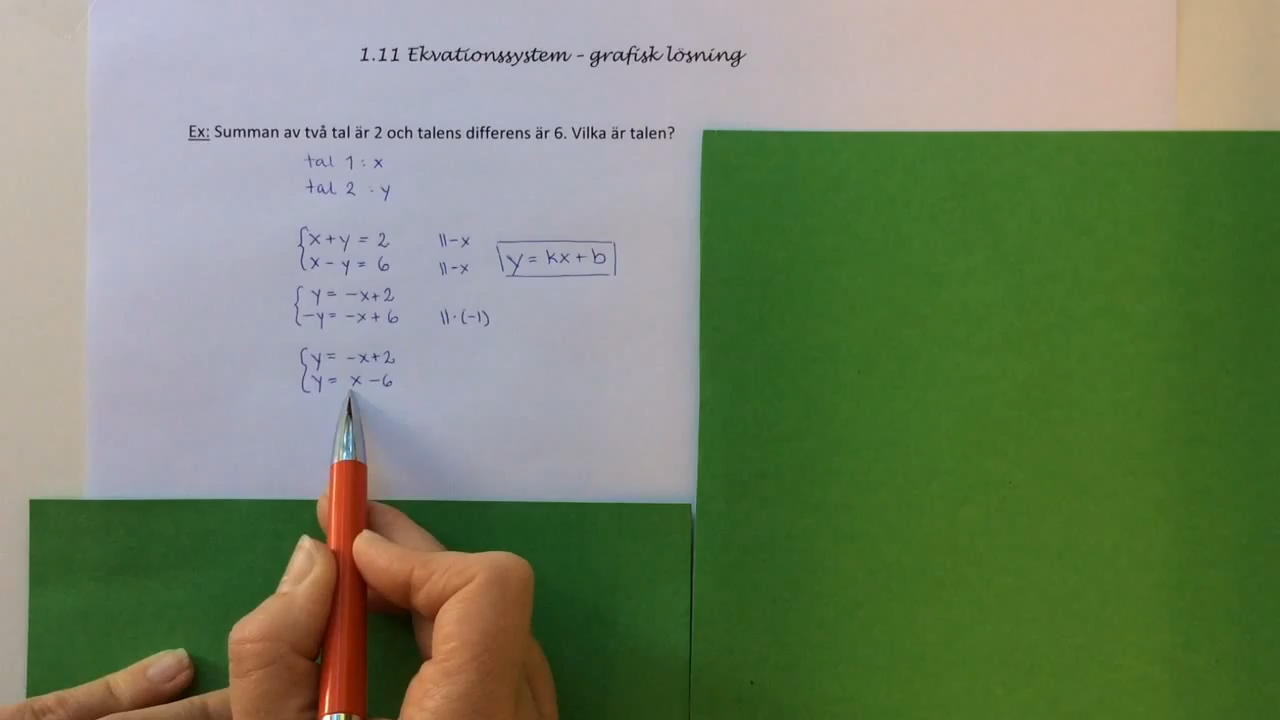 1.11 Ekvationssystem – grafisk lösning
Ex: Summan av två tal är 2 och talens differens är 6. Vilka är talen?
tal 1 : x
tal 2 : y
x + y = 2 || -x
x - y = 6 || -x
y = kx + b
y = -x + 2
-y = -x + 6 || · (-1)
y = -x + 2
y = x - 6